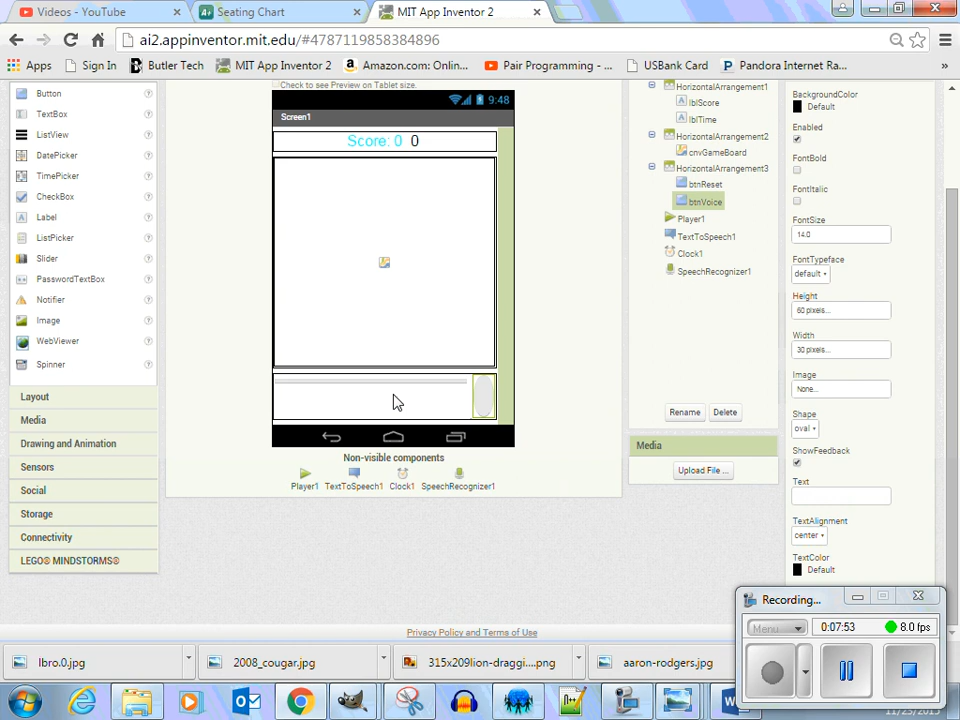 Videos - YouTube
Seating Chart
MIT App Inventor 2
ai2.appinventor.mit.edu/#4787119858384896
Apps
Sign In
Butler Tech
MIT App Inventor 2
Amazon.com: Onlin...
Pair Programming -...
USBank Card
Pandora Internet Ra...
»
Button
TextBox
ListView
DatePicker
TimePicker
CheckBox
Label
ListPicker
Slider
PasswordTextBox
Notifier
Image
WebViewer
Spinner
Layout
Media
Drawing and Animation
Sensors
Social
Storage
Connectivity
LEGO® MINDSTORMS®
Check to see Preview on Tablet size.
9:48
Screen1
Score: 0 0
Non-visible components
Player1
TextToSpeech1
Clock1
SpeechRecognizer1
HorizontalArrangement1
lblScore
lblTime
HorizontalArrangement2
cnvGameBoard
HorizontalArrangement3
btnReset
btnVoice
Player1
TextToSpeech1
Clock1
SpeechRecognizer1
Rename
Delete
Media
Upload File ...
BackgroundColor
Default
Enabled
FontBold
FontItalic
FontSize
14.0
FontTypeface
default
Height
60 pixels...
Width
30 pixels...
Image
None...
Shape
oval
ShowFeedback
Text
TextAlignment
center
TextColor
Default
Recording...
Menu
0:07:53
8.0 fps
Privacy Policy and Terms of Use
lbro.0.jpg
2008_cougar.jpg
315x209lion-draggi....png
aaron-rodgers.jpg